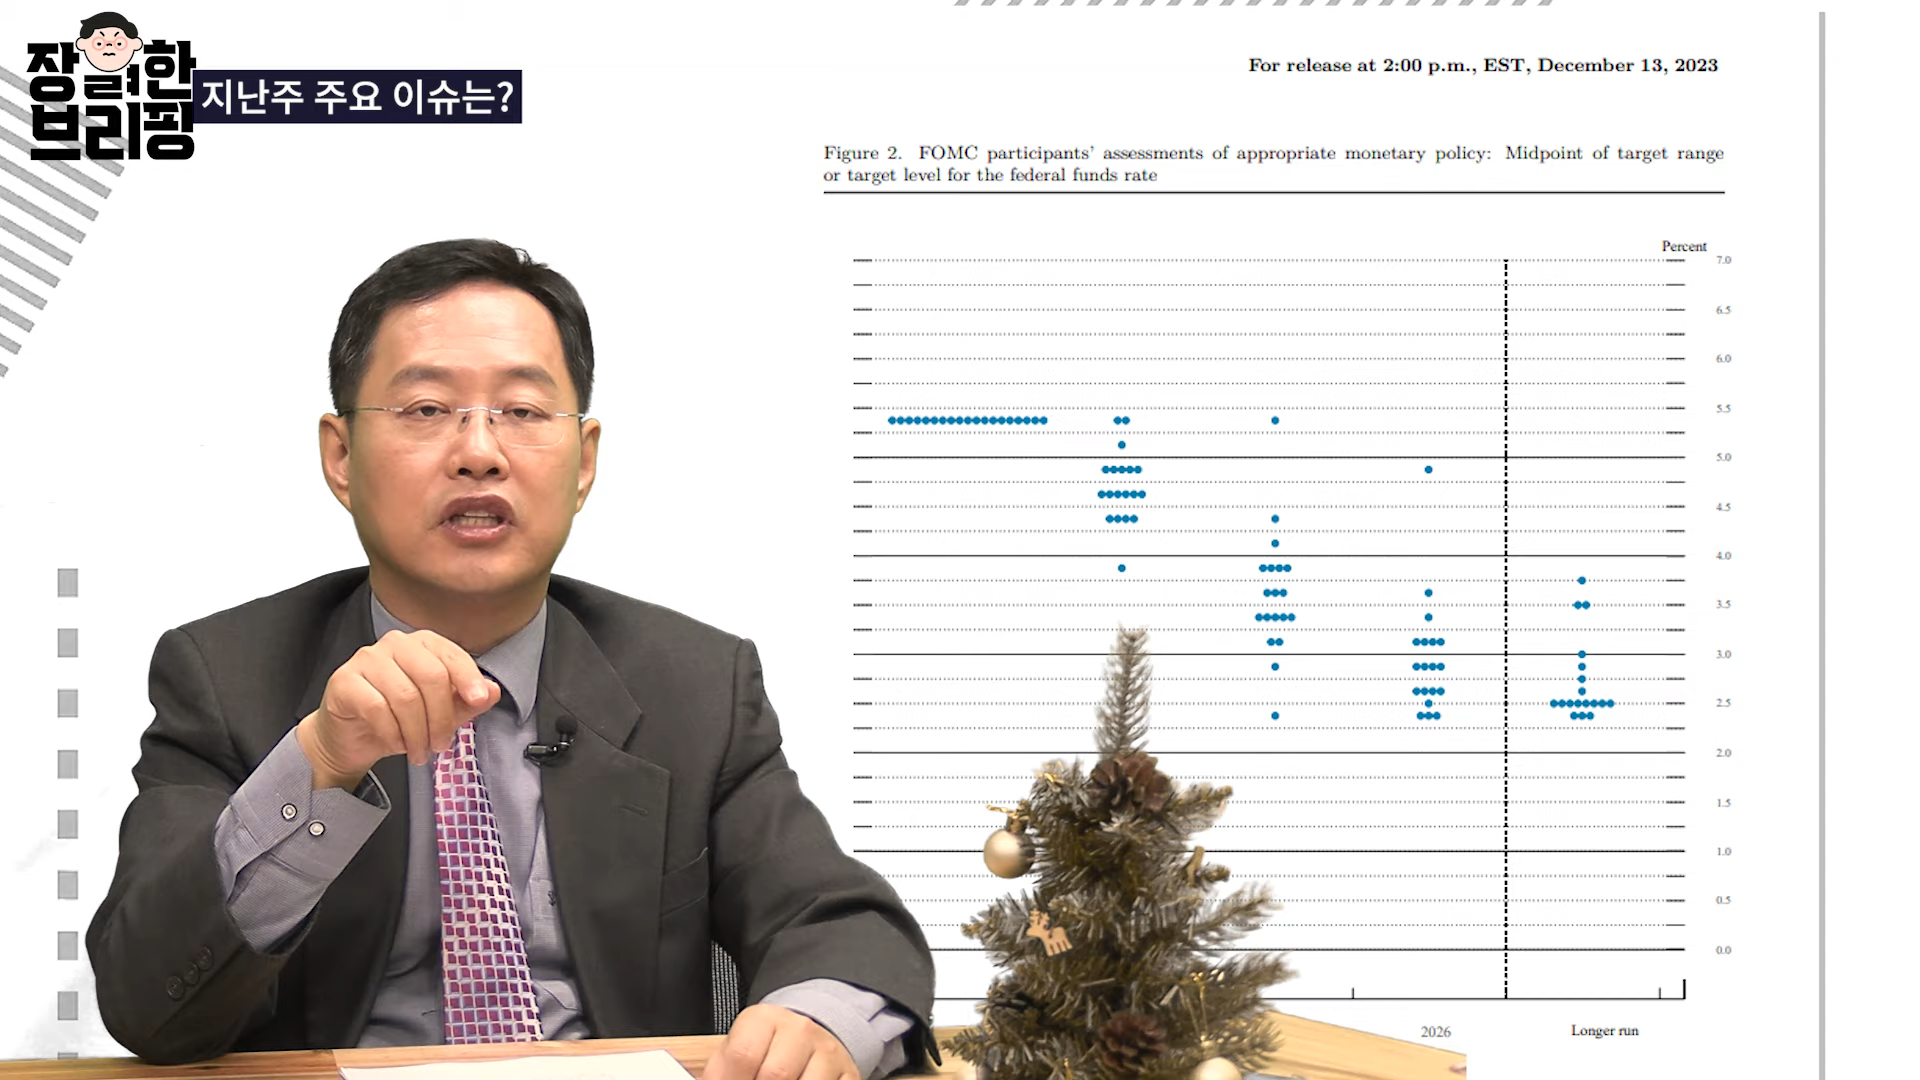 장렬한
브리핑
지난주 주요 이슈는?
For release at 2:00 p.m., EST, December 13, 2023
Figure 2. FOMC participants' assessments of appropriate monetary policy: Midpoint of target range
or target level for the federal funds rate
Percent
7.0
6.5
6.0
5.5
5.0
4.5
4.0
3.5
3.0
2.5
2.0
1.5
1.0
0.5
0.0
2026
Longer run